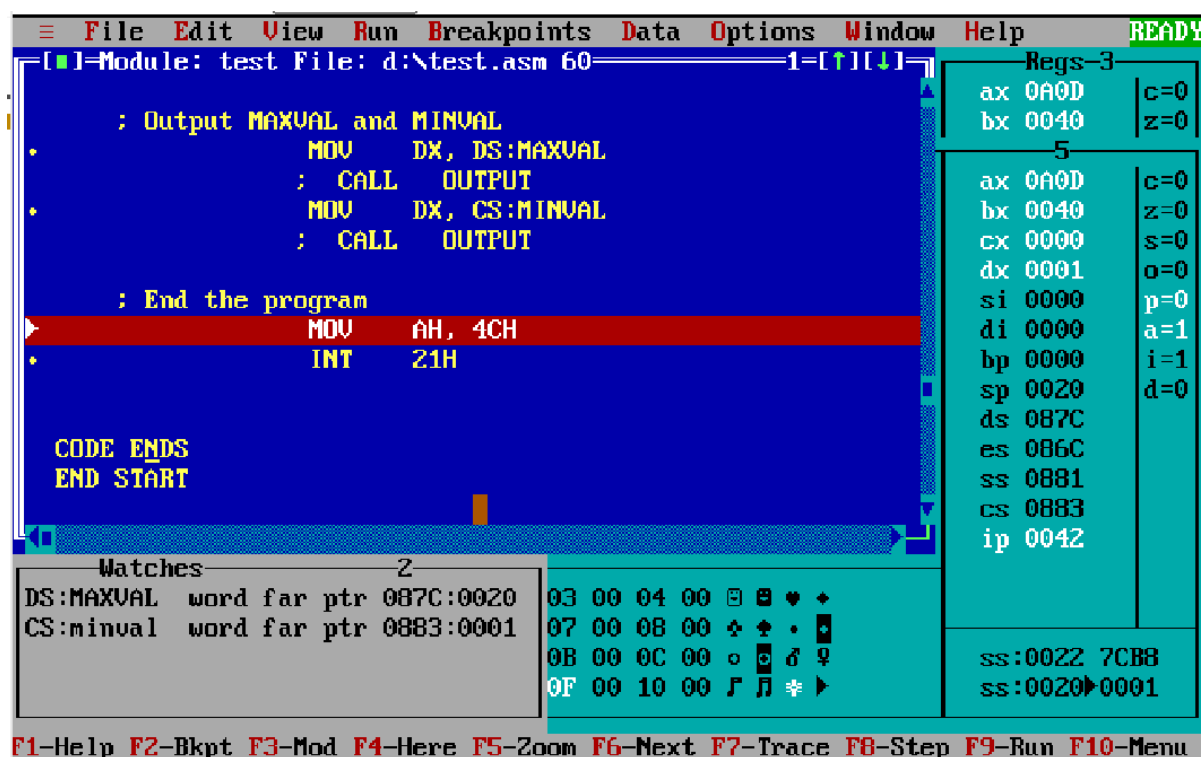 ≡ File Edit View Run Breakpoints Data Options Window Help READY
[■]=Module: test File: d:\test.asm 60 1=[↑][↓]
; Output MAXVAL and MINVAL
MOV DX, DS:MAXVAL
; CALL OUTPUT
MOV DX, CS:MINVAL
; CALL OUTPUT
; End the program
MOV AH, 4CH
INT 21H
CODE ENDS
END START
Regs 3
ax 0A0D c=0
bx 0040 z=0
5
ax 0A0D c=0
bx 0040 z=0
cx 0000 s=0
dx 0001 o=0
si 0000 p=0
di 0000 a=1
bp 0000 i=1
sp 0020 d=0
ds 087C
es 086C
ss 0881
cs 0883
ip 0042
Watches 2
DS:MAXVAL word far ptr 087C:0020
CS:minval word far ptr 0883:0001
03 00 04 00 ♥ ♦
07 00 08 00 ♣ ♠ • ◘
0B 00 0C 00 ○ ◙ ♂ ♀
0F 00 10 00 ♪ ♫ ☼ ►
ss:0022 7CB8
ss:0020►0001
F1-Help F2-Bkpt F3-Mod F4-Here F5-Zoom F6-Next F7-Trace F8-Step F9-Run F10-Menu